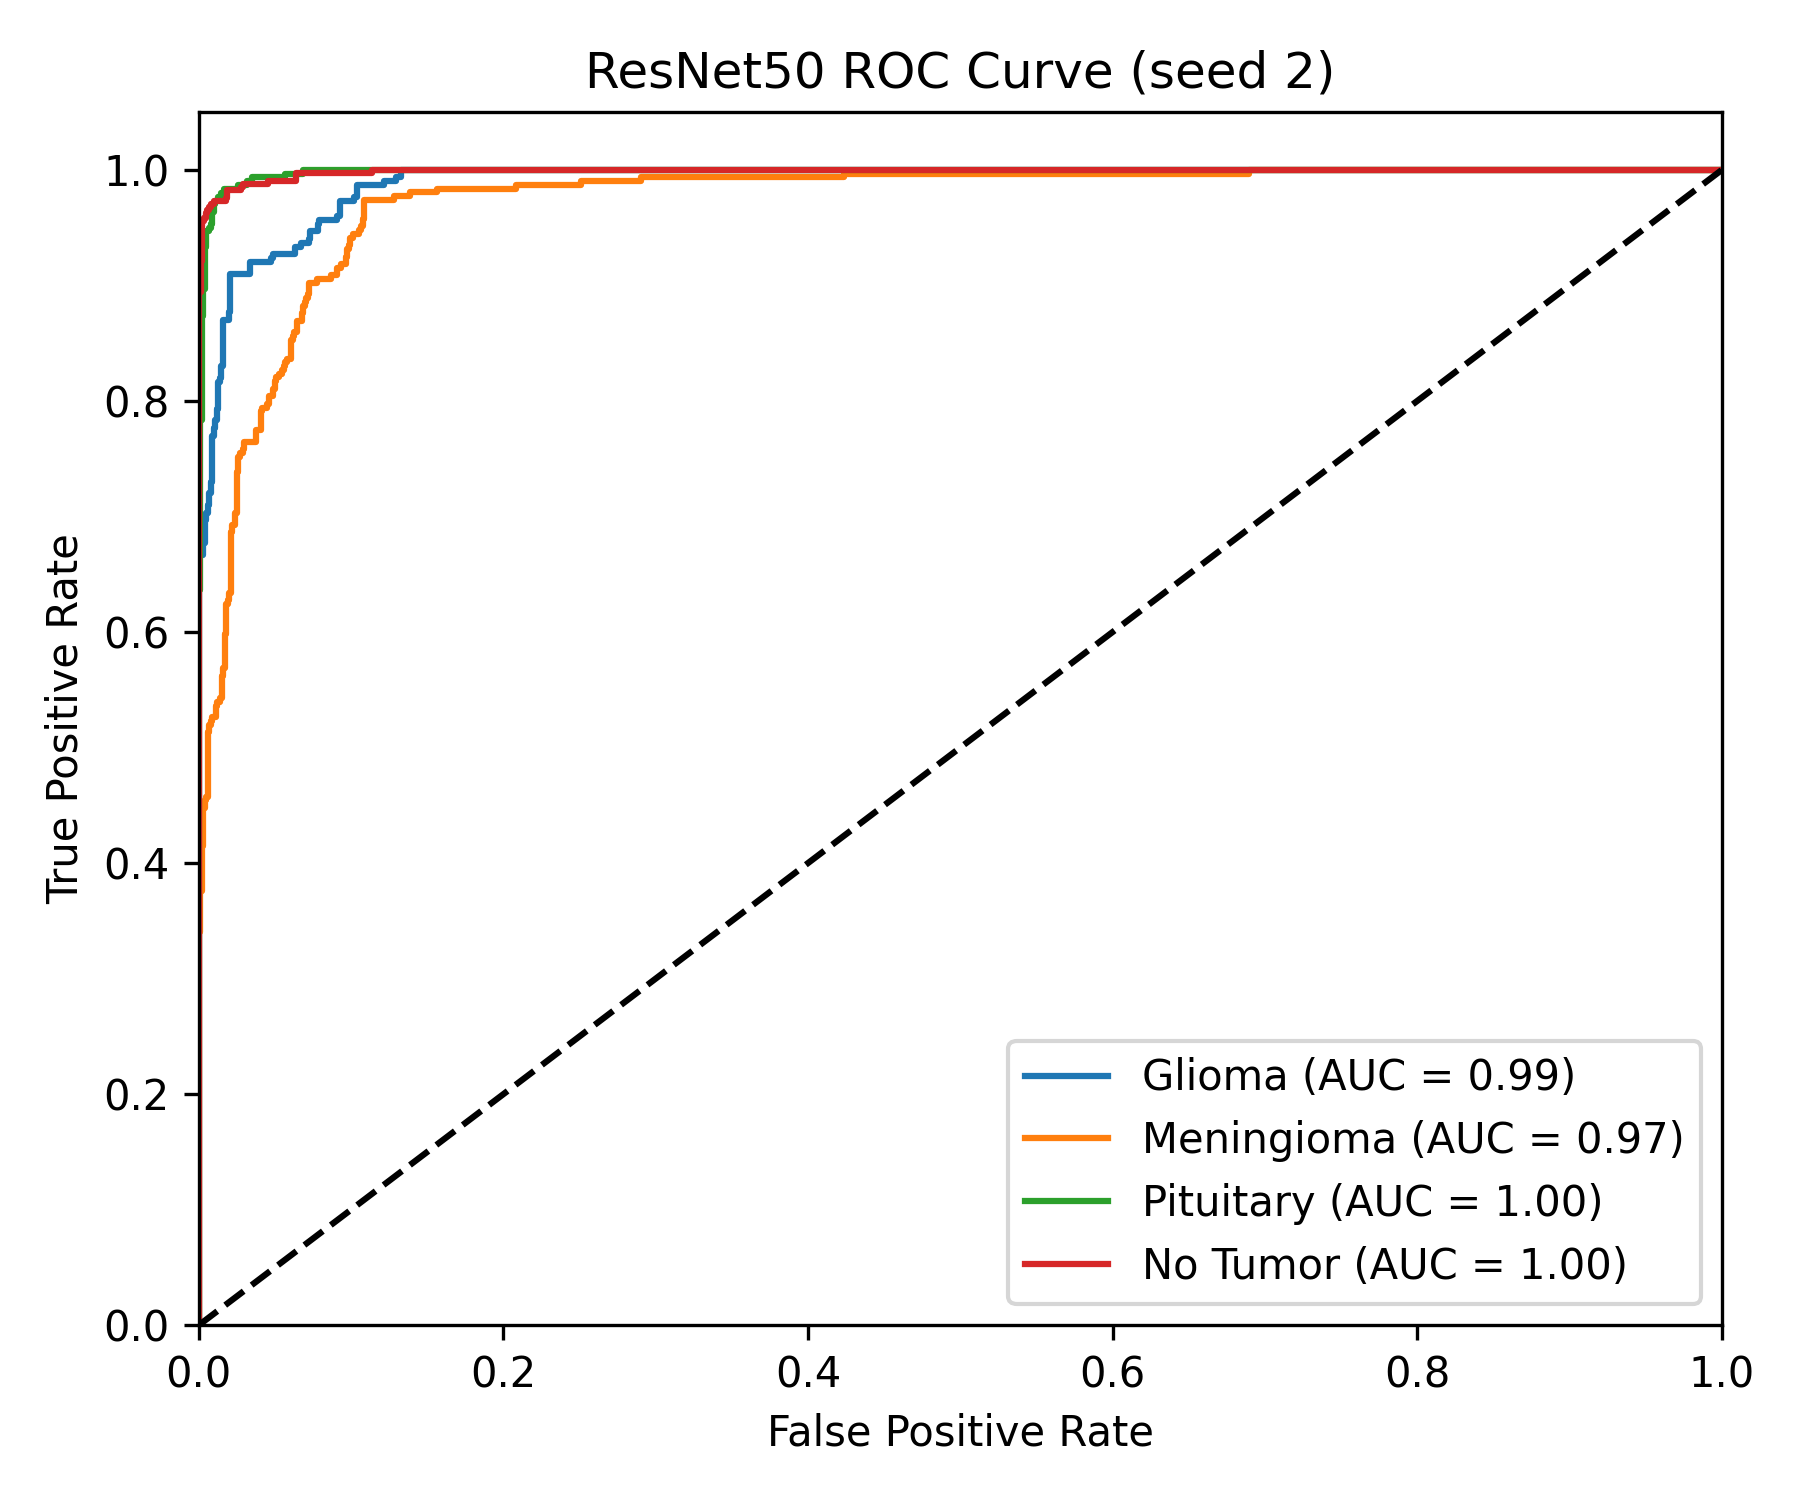 ResNet50 ROC Curve (seed 2)
True Positive Rate
1.0
0.8
0.6
0.4
0.2
0.0
0.0 0.2 0.4 0.6 0.8 1.0
False Positive Rate
Glioma (AUC = 0.99)
Meningioma (AUC = 0.97)
Pituitary (AUC = 1.00)
No Tumor (AUC = 1.00)